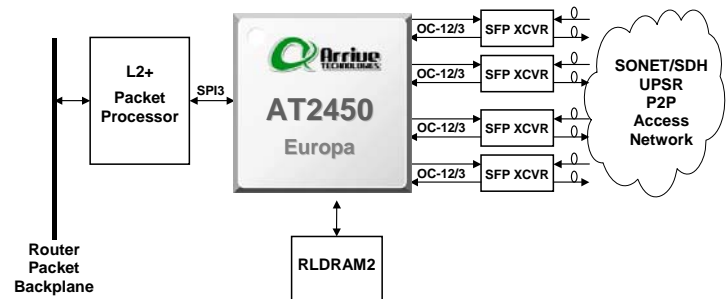 L2+
Packet
Processor
SPI3
Arrive
TECHNOLOGIES
AT2450
Europa
OC-12/3
SFP XCVR
OC-12/3
SFP XCVR
OC-12/3
SFP XCVR
OC-12/3
SFP XCVR
SONET/SDH
UPSR
P2P
Access
Network
Router
Packet
Backplane
RLDRAM2